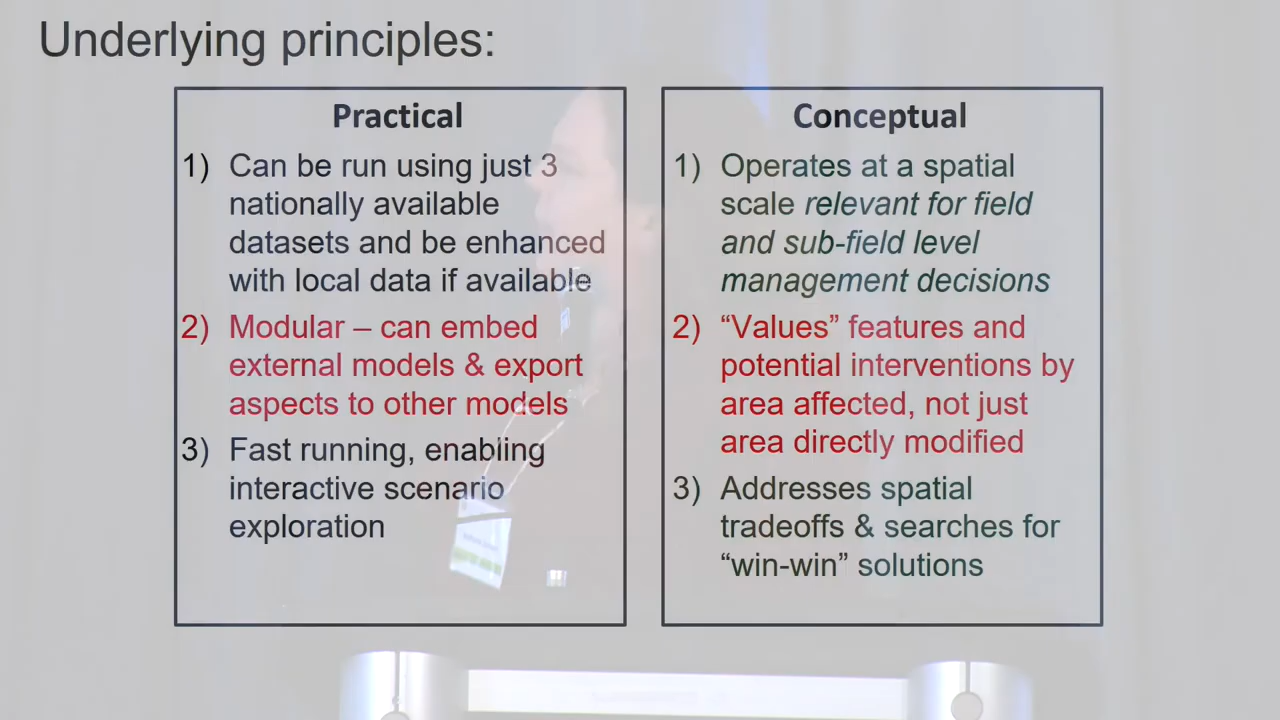 Underlying principles:
Practical
1) Can be run using just 3
nationally available
datasets and be enhanced
with local data if available
2) Modular – can embed
external models & export
aspects to other models
3) Fast running, enabling
interactive scenario
exploration
Conceptual
1) Operates at a spatial
scale relevant for field
and sub-field level
management decisions
2) “Values” features and
potential interventions by
area affected, not just
area directly modified
3) Addresses spatial
tradeoffs & searches for
“win-win” solutions